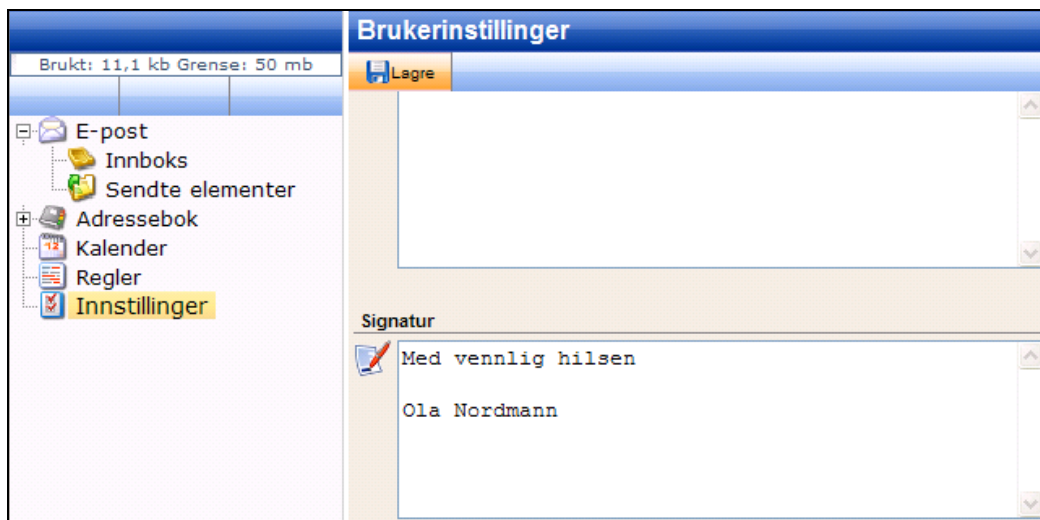 Brukt: 11,1 kb Grense: 50 mb
E-post
Innboks
Sendte elementer
Adressebok
12
Kalender
Regler
Innstillinger
Brukerinstillinger
Lagre
Signatur
Med vennlig hilsen
Ola Nordmann